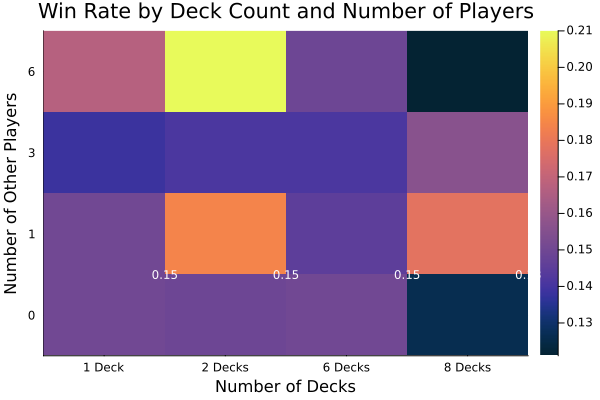 Win Rate by Deck Count and Number of Players
Number of Other Players
6
3
1
0
0.15 0.15 0.15 0.
1 Deck 2 Decks 6 Decks 8 Decks
Number of Decks
0.21
0.20
0.19
0.18
0.17
0.16
0.15
0.14
0.13